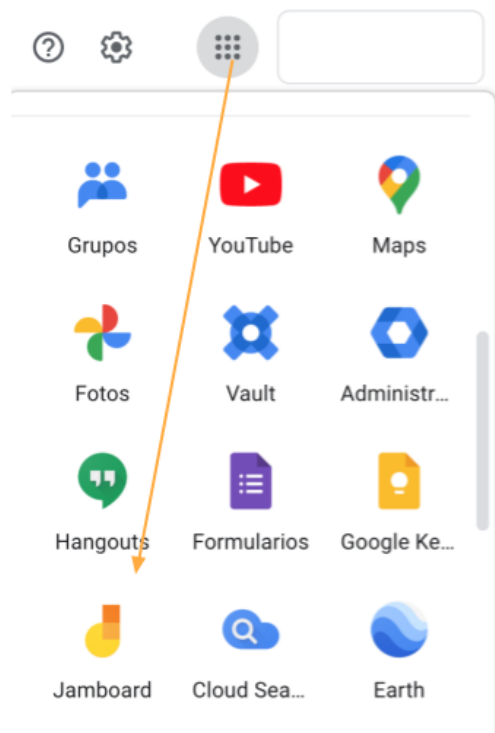 Grupos YouTube Maps
Fotos Vault Administr...
Hangouts Formularios Google Ke...
Jamboard Cloud Sea... Earth